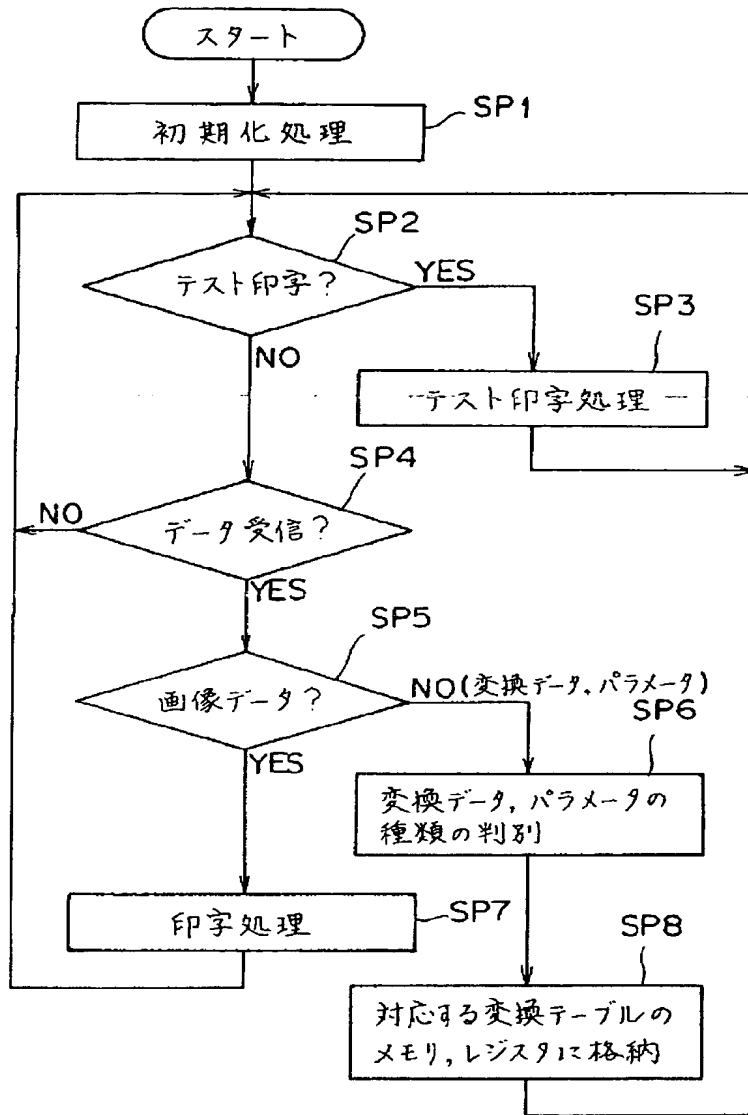 スタート
SP1
初期化処理
SP2
テスト印字?
YES
NO
SP3
テスト印字処理
SP4
データ受信?
NO
YES
SP5
画像データ?
NO(変換データ,パラメータ)
YES
SP6
変換データ,パラメータの
種類の判別
印字処理
SP7
SP8
対応する変換テーブルの
メモリ,レジスタに格納